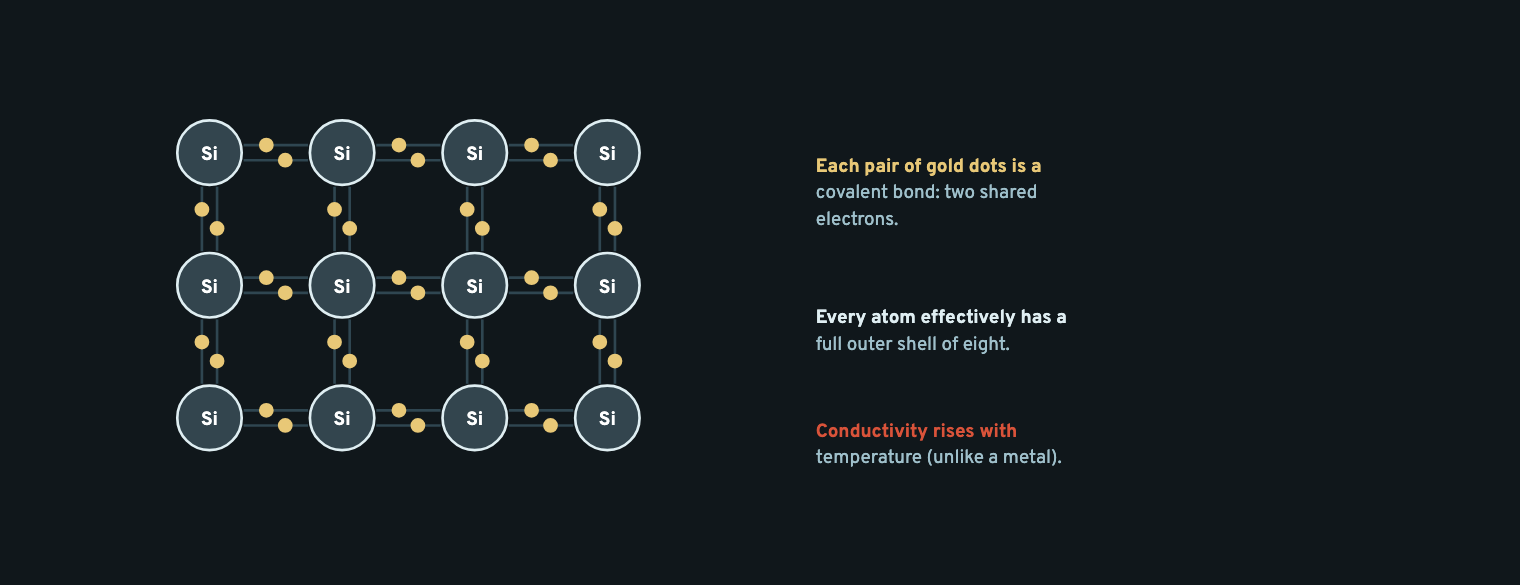 Si Si Si Si
Each pair of gold dots is a
covalent bond: two shared
electrons.
Si Si Si Si
Every atom effectively has a
full outer shell of eight.
Si Si Si Si
Conductivity rises with
temperature (unlike a metal).